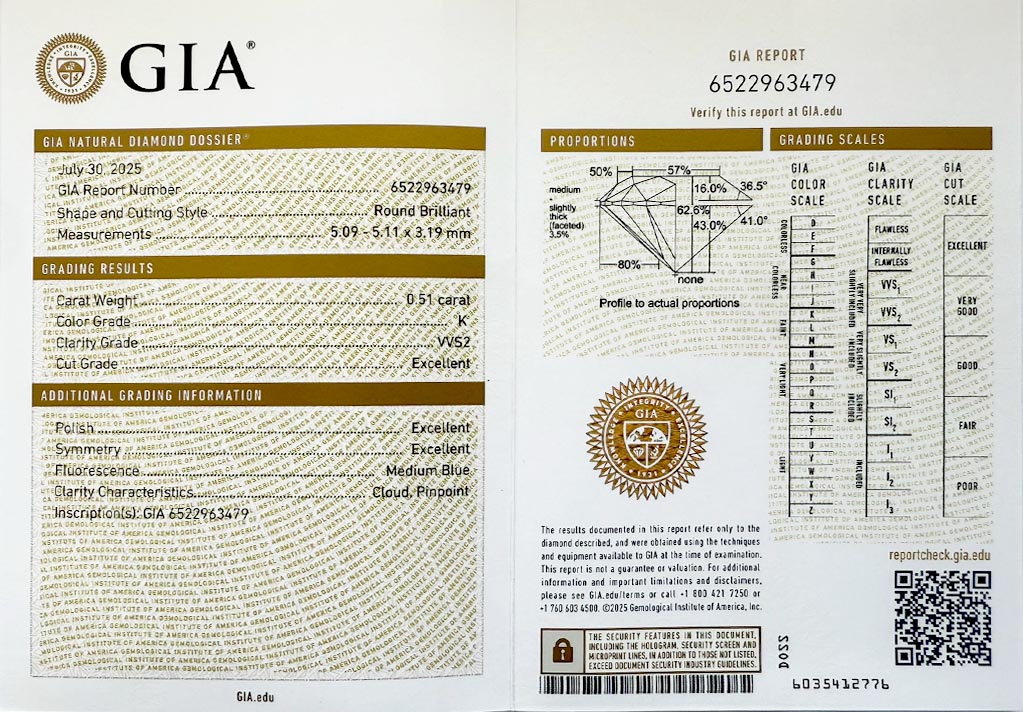 GIA®
GIA NATURAL DIAMOND DOSSIER®
July 30, 2025
GIA Report Number 6522963479
Shape and Cutting Style Round Brilliant
Measurements 5.09 - 5.11 x 3.19 mm
GRADING RESULTS
Carat Weight 0.51 carat
Color Grade K
Clarity Grade VVS2
Cut Grade Excellent
ADDITIONAL GRADING INFORMATION
Polish Excellent
Symmetry Excellent
Fluorescence Medium Blue
Clarity Characteristics Cloud, Pinpoint
Inscription(s): GIA 6522963479
GIA.edu
GIA REPORT
6522963479
Verify this report at GIA.edu
PROPORTIONS
50% 57%
medium
-
slightly
thick
(faceted)
3.5%
16.0% 36.5°
62.6%
43.0% 41.0°
80%
none
Profile to actual proportions
GIA
The results documented in this report refer only to the
diamond described, and were obtained using the techniques
and equipment available to GIA at the time of examination.
This report is not a guarantee or valuation. For additional
information and important limitations and disclaimers,
please see GIA.edu/terms or call +1 800 421 7250 or
+1 760 603 4500. ©2025 Gemological Institute of America, Inc.
THE SECURITY FEATURES IN THIS DOCUMENT,
INCLUDING THE HOLOGRAM, SECURITY SCREEN AND
MICROPRINT LINES, IN ADDITION TO THOSE NOT LISTED,
EXCEED DOCUMENT SECURITY INDUSTRY GUIDELINES.
GRADING SCALES
GIA
COLOR
SCALE
COLORLESS
D
E
F
NEAR COLORLESS
G
H
I
J
FAINT
K
L
M
VERY LIGHT
N
O
P
Q
R
LIGHT
S
T
U
V
W
X
Y
Z
GIA
CLARITY
SCALE
FLAWLESS
INTERNALLY
FLAWLESS
VERY VERY
SLIGHTLY INCLUDED
VVS1
VVS2
VERY SLIGHTLY
INCLUDED
VS1
VS2
SLIGHTLY
INCLUDED
SI1
SI2
INCLUDED
I1
I2
I3
GIA
CUT
SCALE
EXCELLENT
VERY
GOOD
GOOD
FAIR
POOR
reportcheck.gia.edu
DOS2
6035412776